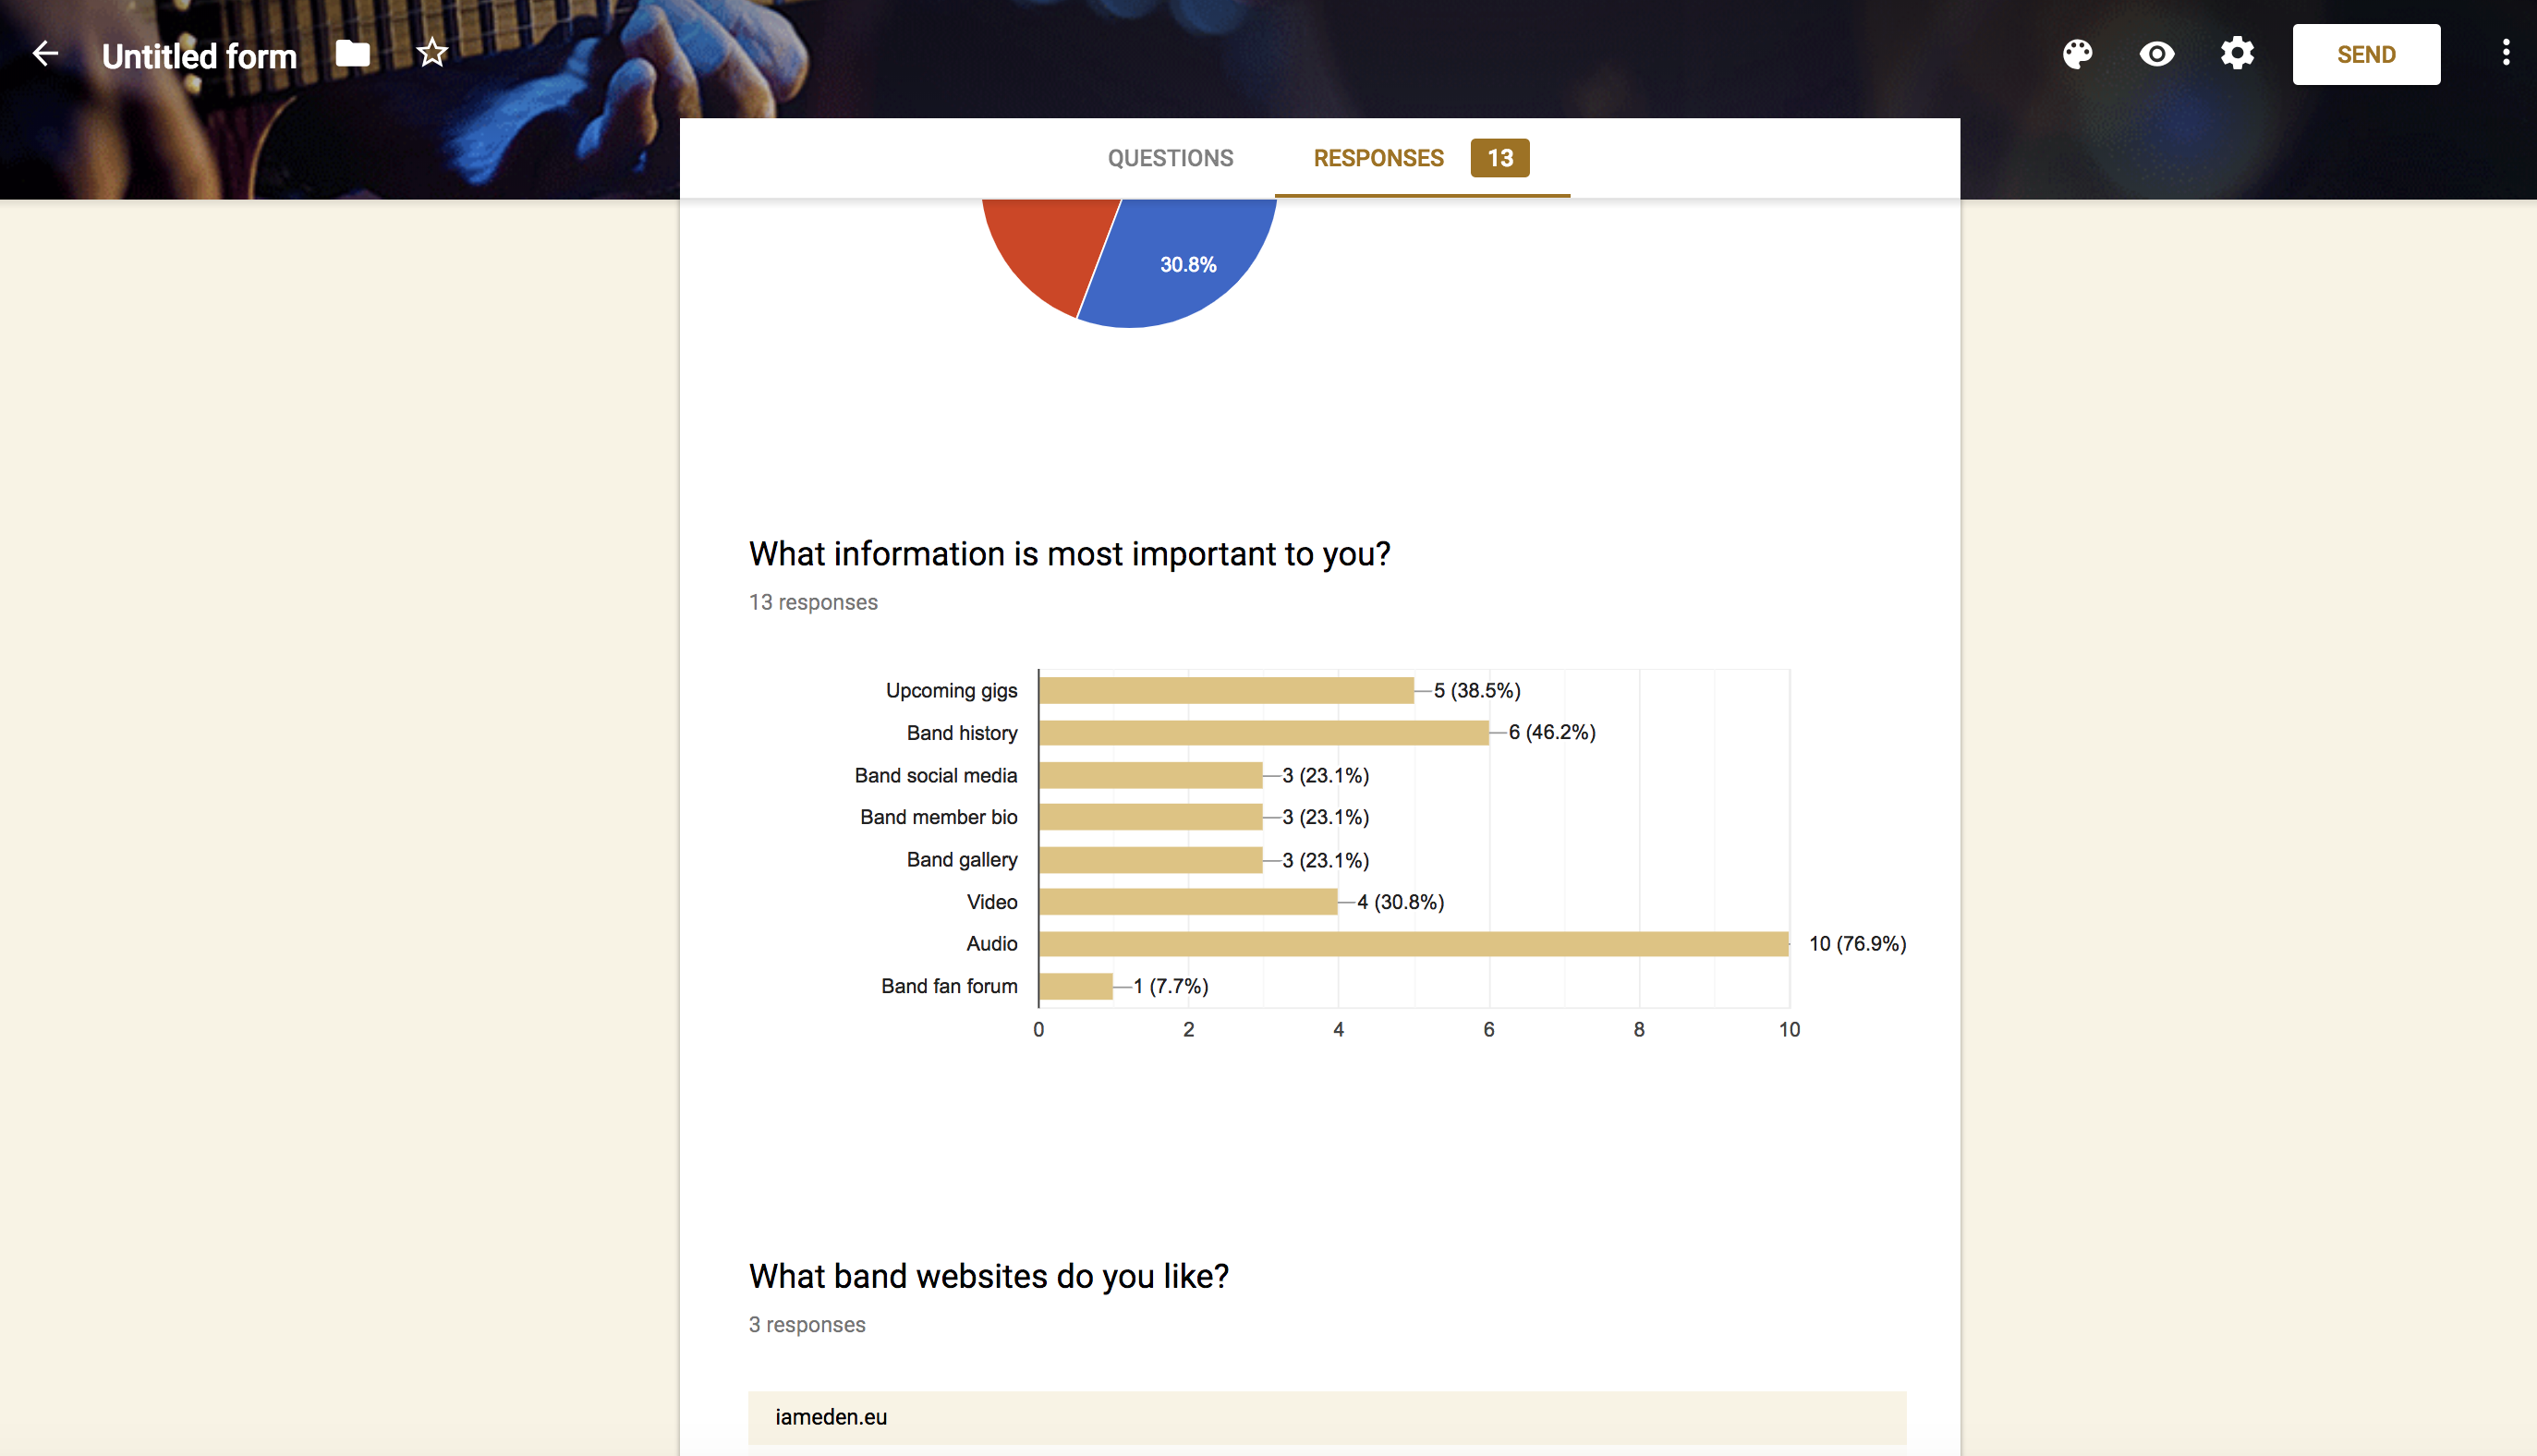 Untitled form
SEND
QUESTIONS RESPONSES 13
30.8%
What information is most important to you?
13 responses
Upcoming gigs 5 (38.5%)
Band history 6 (46.2%)
Band social media 3 (23.1%)
Band member bio 3 (23.1%)
Band gallery 3 (23.1%)
Video 4 (30.8%)
Audio 10 (76.9%)
Band fan forum 1 (7.7%)
0 2 4 6 8 10
What band websites do you like?
3 responses
iameden.eu